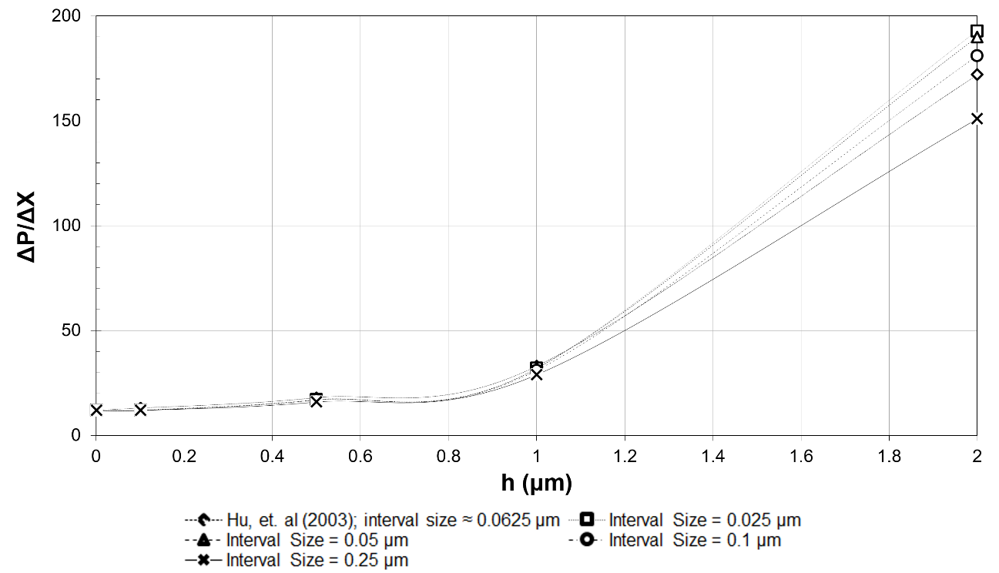 200
150
100
50
0
ΔP/ΔX
0 0.2 0.4 0.6 0.8 1 1.2 1.4 1.6 1.8 2
h (µm)
Hu, et. al (2003); interval size ≈ 0.0625 µm Interval Size = 0.025 µm
Interval Size = 0.05 µm Interval Size = 0.1 µm
Interval Size = 0.25 µm